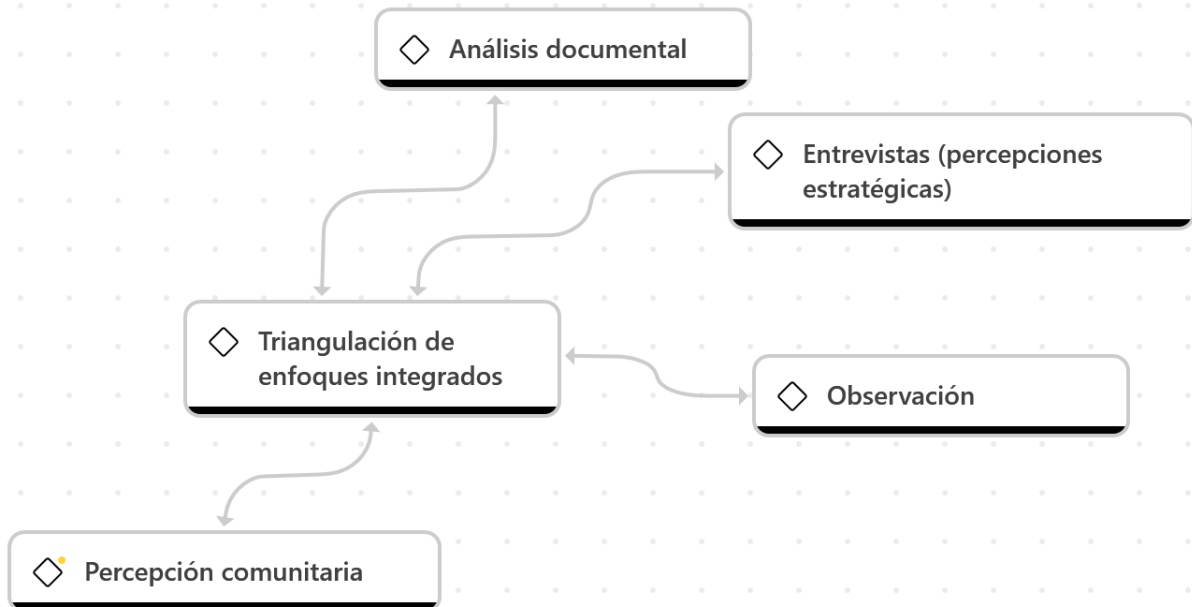 Análisis documental
Entrevistas (percepciones
estratégicas)
Triangulación de
enfoques integrados
Observación
Percepción comunitaria